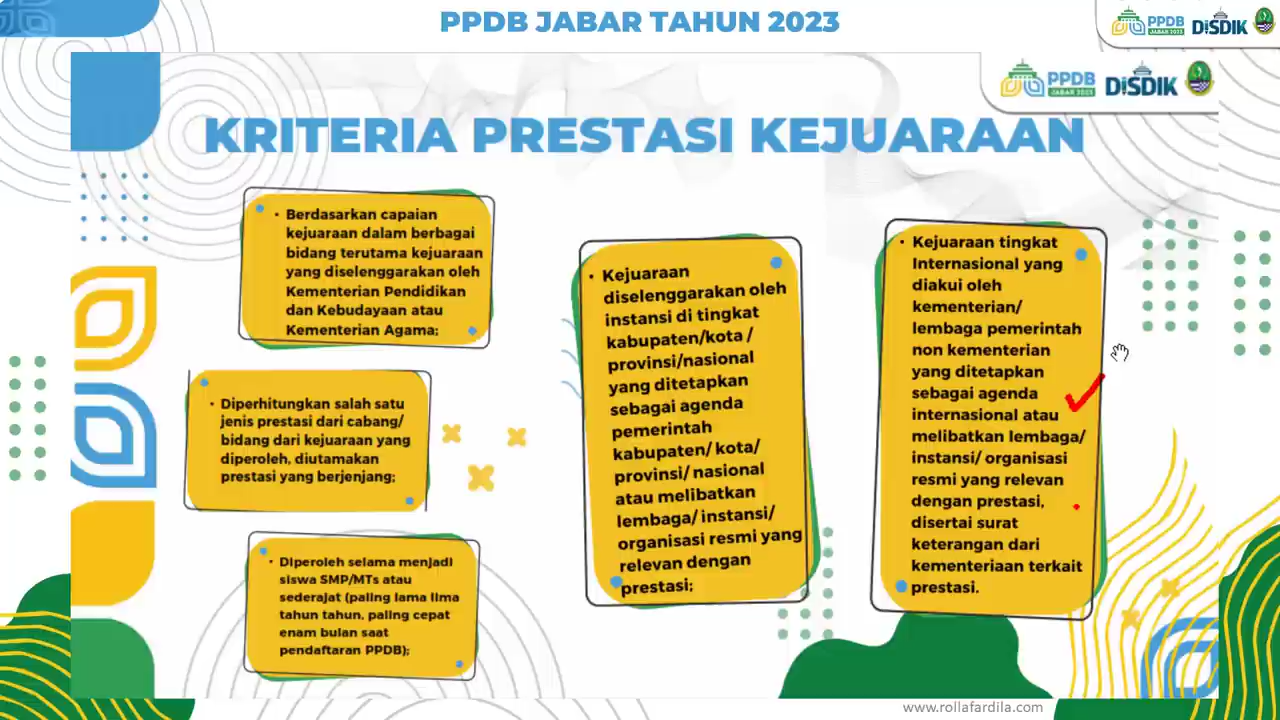 PPDB JABAR TAHUN 2023
PPDB
JABAR 2023
DISDIK
PPDB
JABAR 2023
DISDIK
KRITERIA PRESTASI KEJUARAAN
• Berdasarkan capaian
kejuaraan dalam berbagai
bidang terutama kejuaraan
yang diselenggarakan oleh
Kementerian Pendidikan
dan Kebudayaan atau
Kementerian Agama;
• Diperhitungkan salah satu
jenis prestasi dari cabang/
bidang dari kejuaraan yang
diperoleh, diutamakan
prestasi yang berjenjang;
• Diperoleh selama menjadi
siswa SMP/MTs atau
sederajat (paling lama lima
tahun tahun, paling cepat
enam bulan saat
pendaftaran PPDB);
• Kejuaraan
diselenggarakan oleh
instansi di tingkat
kabupaten/kota /
provinsi/nasional
yang ditetapkan
sebagai agenda
pemerintah
kabupaten/ kota/
provinsi/ nasional
atau melibatkan
lembaga/ instansi/
organisasi resmi yang
relevan dengan
prestasi;
• Kejuaraan tingkat
Internasional yang
diakui oleh
kementerian/
lembaga pemerintah
non kementerian
yang ditetapkan
sebagai agenda
internasional atau
melibatkan lembaga/
instansi/ organisasi
resmi yang relevan
dengan prestasi,
disertai surat
keterangan dari
kementeriaan terkait
prestasi.
www.rollafardila.com